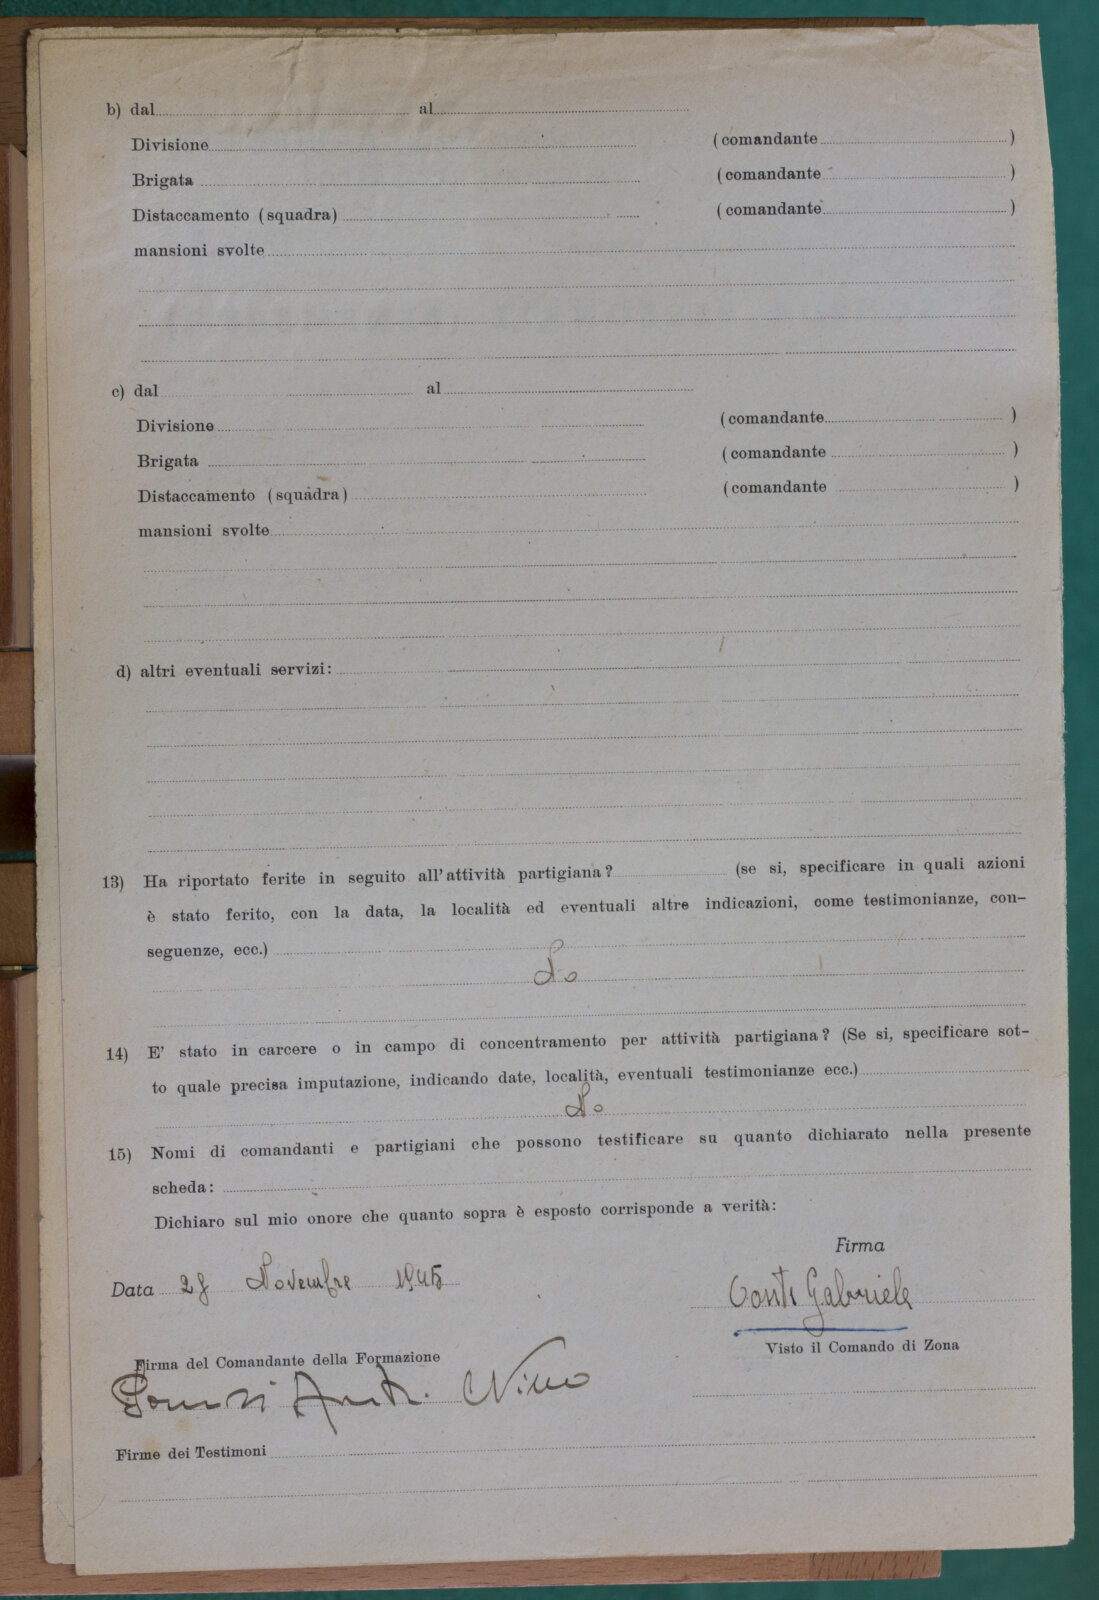 b) dal al
Divisione (comandante )
Brigata (comandante )
Distaccamento (squadra) (comandante )
mansioni svolte
c) dal al
Divisione (comandante )
Brigata (comandante )
Distaccamento (squadra) (comandante )
mansioni svolte
d) altri eventuali servizi:
13) Ha riportato ferite in seguito all'attività partigiana? (se si, specificare in quali azioni
è stato ferito, con la data, la località ed eventuali altre indicazioni, come testimonianze, con-
seguenze, ecc.)
No
14) E' stato in carcere o in campo di concentramento per attività partigiana? (Se si, specificare sot-
to quale precisa imputazione, indicando date, località, eventuali testimonianze ecc.)
No
15) Nomi di comandanti e partigiani che possono testificare su quanto dichiarato nella presente
scheda:
Dichiaro sul mio onore che quanto sopra è esposto corrisponde a verità:
Firma
Data 28 Novembre 1945
Conti Gabriele
Visto il Comando di Zona
Firma del Comandante della Formazione
Nino
Firme dei Testimoni